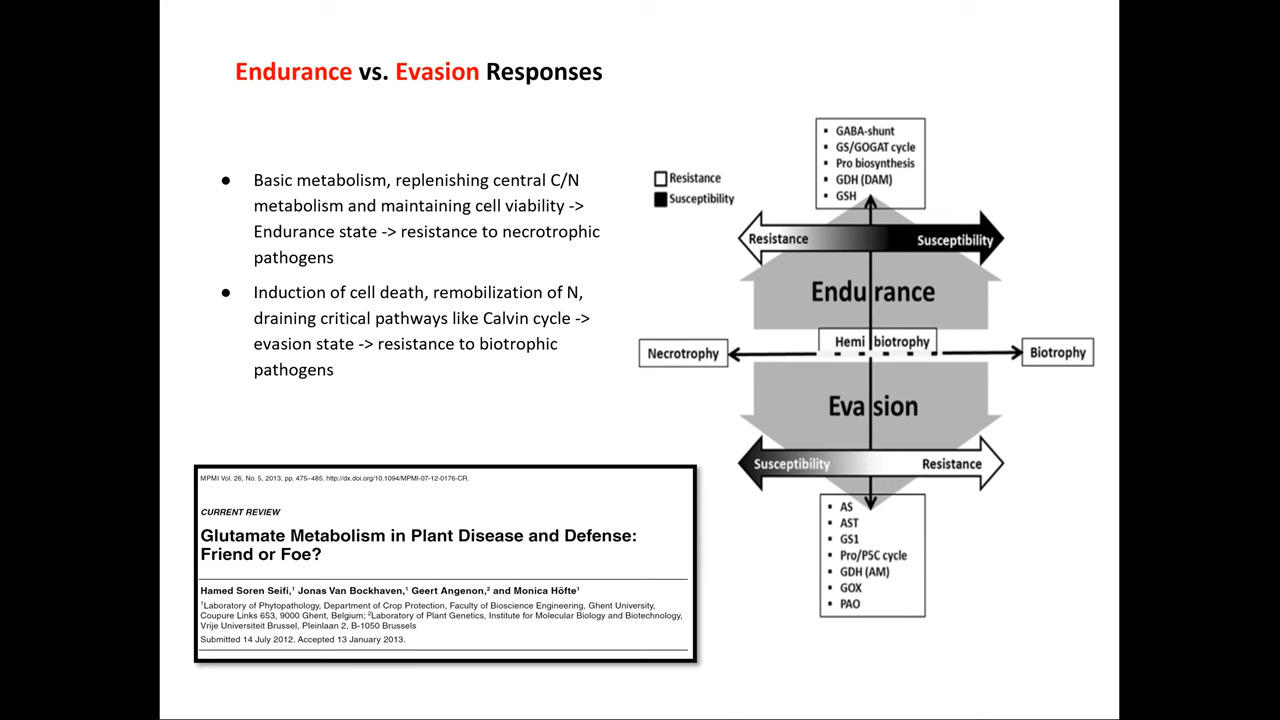 Endurance vs. Evasion Responses
● Basic metabolism, replenishing central C/N
metabolism and maintaining cell viability ->
Endurance state -> resistance to necrotrophic
pathogens
● Induction of cell death, remobilization of N,
draining critical pathways like Calvin cycle ->
evasion state -> resistance to biotrophic
pathogens
MPMI Vol. 26, No. 5, 2013, pp. 475–485. http://dx.doi.org/10.1094/MPMI-07-12-0176-CR.
CURRENT REVIEW
Glutamate Metabolism in Plant Disease and Defense:
Friend or Foe?
Hamed Soren Seifi,¹ Jonas Van Bockhaven,¹ Geert Angenon,² and Monica Höfte¹
¹Laboratory of Phytopathology, Department of Crop Protection, Faculty of Bioscience Engineering, Ghent University,
Coupure Links 653, 9000 Ghent, Belgium; ²Laboratory of Plant Genetics, Institute for Molecular Biology and Biotechnology,
Vrije Universiteit Brussel, Pleinlaan 2, B-1050 Brussels
Submitted 14 July 2012. Accepted 13 January 2013.
Resistance
Susceptibility
▪ GABA-shunt
▪ GS/GOGAT cycle
▪ Pro biosynthesis
▪ GDH (DAM)
▪ GSH
Resistance Susceptibility
Endurance
Necrotrophy Hemi biotrophy Biotrophy
Evasion
Susceptibility Resistance
▪ AS
▪ AST
▪ GS1
▪ Pro/P5C cycle
▪ GDH (AM)
▪ GOX
▪ PAO